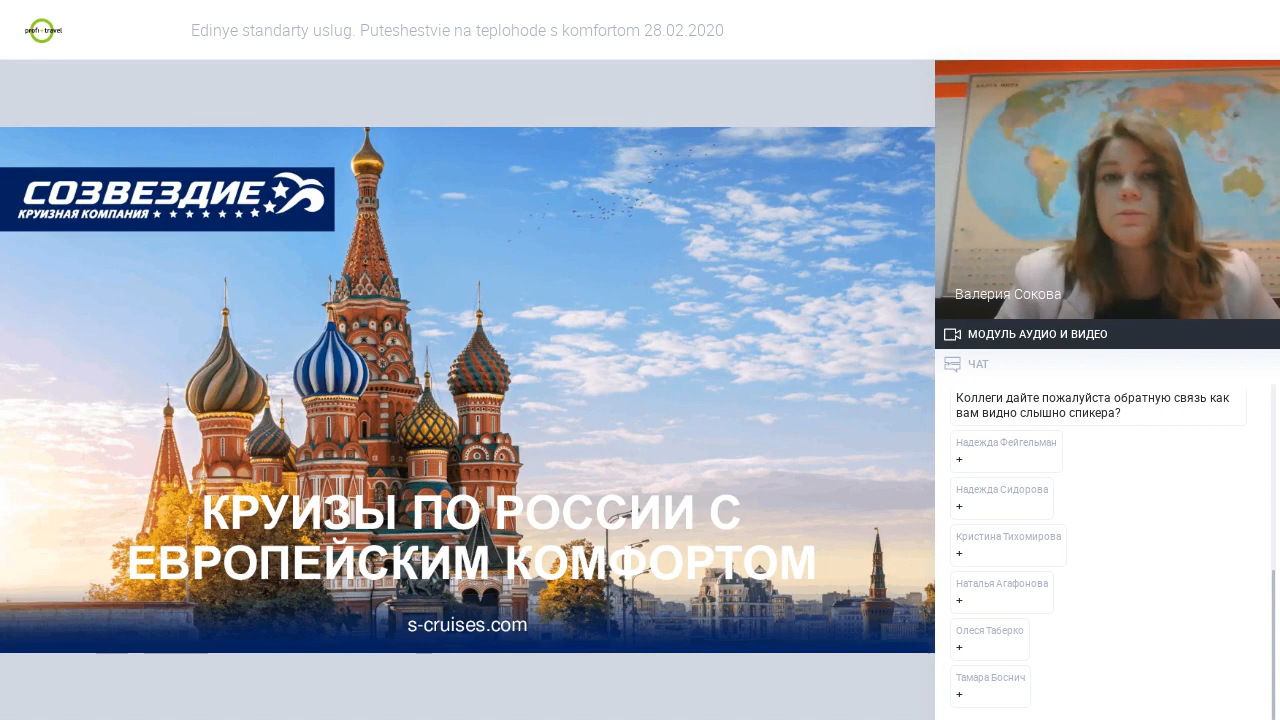 profi - travel
Edinye standarty uslug. Puteshestvie na teplohode s komfortom 28.02.2020
СОЗВЕЗДИЕ
КРУИЗНАЯ КОМПАНИЯ
КРУИЗЫ ПО РОССИИ С
ЕВРОПЕЙСКИМ КОМФОРТОМ
s-cruises.com
Валерия Сокова
МОДУЛЬ АУДИО И ВИДЕО
ЧАТ
Коллеги дайте пожалуйста обратную связь как
вам видно слышно спикера?
Надежда Фейгельман
+
Надежда Сидорова
+
Кристина Тихомирова
+
Наталья Агафонова
+
Олеся Таберко
+
Тамара Боснич
+